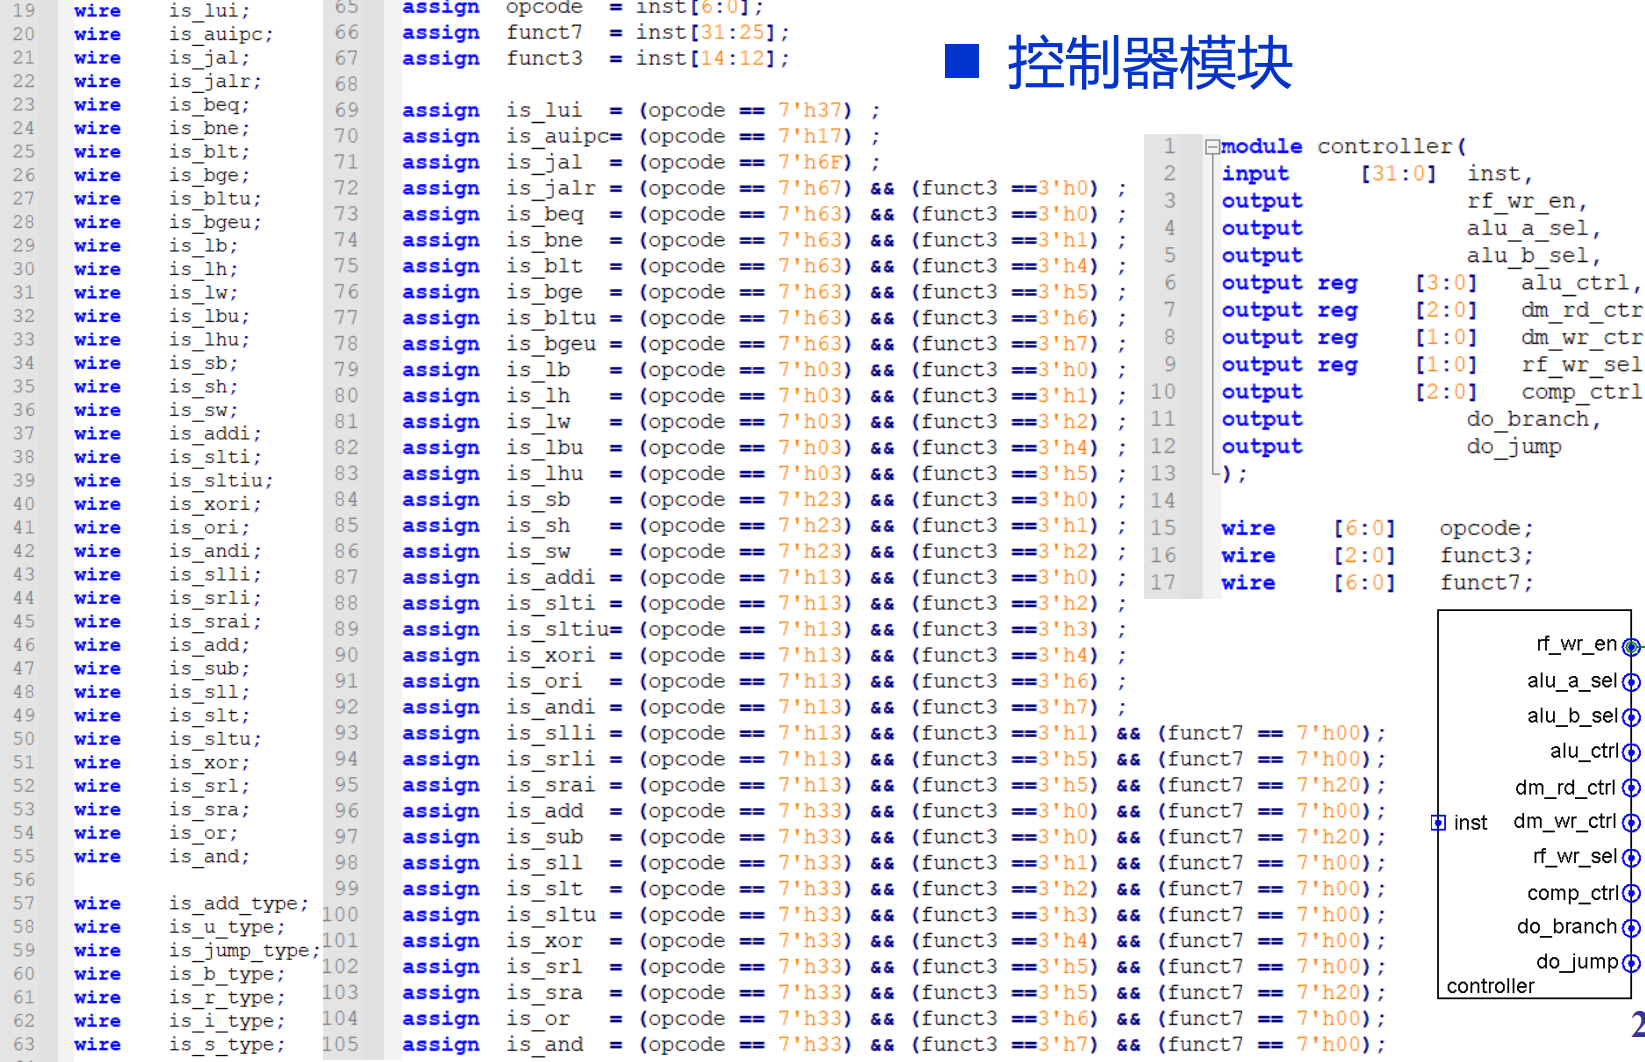 19 wire is_lui;
20 wire is_auipc;
21 wire is_jal;
22 wire is_jalr;
23 wire is_beq;
24 wire is_bne;
25 wire is_blt;
26 wire is_bge;
27 wire is_bltu;
28 wire is_bgeu;
29 wire is_lb;
30 wire is_lh;
31 wire is_lw;
32 wire is_lbu;
33 wire is_lhu;
34 wire is_sb;
35 wire is_sh;
36 wire is_sw;
37 wire is_addi;
38 wire is_slti;
39 wire is_sltiu;
40 wire is_xori;
41 wire is_ori;
42 wire is_andi;
43 wire is_slli;
44 wire is_srli;
45 wire is_srai;
46 wire is_add;
47 wire is_sub;
48 wire is_sll;
49 wire is_slt;
50 wire is_sltu;
51 wire is_xor;
52 wire is_srl;
53 wire is_sra;
54 wire is_or;
55 wire is_and;
56
57 wire is_add_type;
58 wire is_u_type;
59 wire is_jump_type;
60 wire is_b_type;
61 wire is_r_type;
62 wire is_i_type;
63 wire is_s_type;
65 assign opcode = inst[6:0];
66 assign funct7 = inst[31:25];
67 assign funct3 = inst[14:12];
68
69 assign is_lui = (opcode == 7'h37) ;
70 assign is_auipc= (opcode == 7'h17) ;
71 assign is_jal = (opcode == 7'h6F) ;
72 assign is_jalr = (opcode == 7'h67) && (funct3 ==3'h0) ;
73 assign is_beq = (opcode == 7'h63) && (funct3 ==3'h0) ;
74 assign is_bne = (opcode == 7'h63) && (funct3 ==3'h1) ;
75 assign is_blt = (opcode == 7'h63) && (funct3 ==3'h4) ;
76 assign is_bge = (opcode == 7'h63) && (funct3 ==3'h5) ;
77 assign is_bltu = (opcode == 7'h63) && (funct3 ==3'h6) ;
78 assign is_bgeu = (opcode == 7'h63) && (funct3 ==3'h7) ;
79 assign is_lb = (opcode == 7'h03) && (funct3 ==3'h0) ;
80 assign is_lh = (opcode == 7'h03) && (funct3 ==3'h1) ;
81 assign is_lw = (opcode == 7'h03) && (funct3 ==3'h2) ;
82 assign is_lbu = (opcode == 7'h03) && (funct3 ==3'h4) ;
83 assign is_lhu = (opcode == 7'h03) && (funct3 ==3'h5) ;
84 assign is_sb = (opcode == 7'h23) && (funct3 ==3'h0) ;
85 assign is_sh = (opcode == 7'h23) && (funct3 ==3'h1) ;
86 assign is_sw = (opcode == 7'h23) && (funct3 ==3'h2) ;
87 assign is_addi = (opcode == 7'h13) && (funct3 ==3'h0) ;
88 assign is_slti = (opcode == 7'h13) && (funct3 ==3'h2) ;
89 assign is_sltiu= (opcode == 7'h13) && (funct3 ==3'h3) ;
90 assign is_xori = (opcode == 7'h13) && (funct3 ==3'h4) ;
91 assign is_ori = (opcode == 7'h13) && (funct3 ==3'h6) ;
92 assign is_andi = (opcode == 7'h13) && (funct3 ==3'h7) ;
93 assign is_slli = (opcode == 7'h13) && (funct3 ==3'h1) && (funct7 == 7'h00);
94 assign is_srli = (opcode == 7'h13) && (funct3 ==3'h5) && (funct7 == 7'h00);
95 assign is_srai = (opcode == 7'h13) && (funct3 ==3'h5) && (funct7 == 7'h20);
96 assign is_add = (opcode == 7'h33) && (funct3 ==3'h0) && (funct7 == 7'h00);
97 assign is_sub = (opcode == 7'h33) && (funct3 ==3'h0) && (funct7 == 7'h20);
98 assign is_sll = (opcode == 7'h33) && (funct3 ==3'h1) && (funct7 == 7'h00);
99 assign is_slt = (opcode == 7'h33) && (funct3 ==3'h2) && (funct7 == 7'h00);
100 assign is_sltu = (opcode == 7'h33) && (funct3 ==3'h3) && (funct7 == 7'h00);
101 assign is_xor = (opcode == 7'h33) && (funct3 ==3'h4) && (funct7 == 7'h00);
102 assign is_srl = (opcode == 7'h33) && (funct3 ==3'h5) && (funct7 == 7'h00);
103 assign is_sra = (opcode == 7'h33) && (funct3 ==3'h5) && (funct7 == 7'h20);
104 assign is_or = (opcode == 7'h33) && (funct3 ==3'h6) && (funct7 == 7'h00);
105 assign is_and = (opcode == 7'h33) && (funct3 ==3'h7) && (funct7 == 7'h00);
■ 控制器模块
1 module controller(
2 input [31:0] inst,
3 output rf_wr_en,
4 output alu_a_sel,
5 output alu_b_sel,
6 output reg [3:0] alu_ctrl,
7 output reg [2:0] dm_rd_ctr
8 output reg [1:0] dm_wr_ctr
9 output reg [1:0] rf_wr_sel
10 output [2:0] comp_ctrl
11 output do_branch,
12 output do_jump
13 );
14
15 wire [6:0] opcode;
16 wire [2:0] funct3;
17 wire [6:0] funct7;
rf_wr_en
alu_a_sel
alu_b_sel
alu_ctrl
dm_rd_ctrl
inst dm_wr_ctrl
rf_wr_sel
comp_ctrl
do_branch
do_jump
controller
2